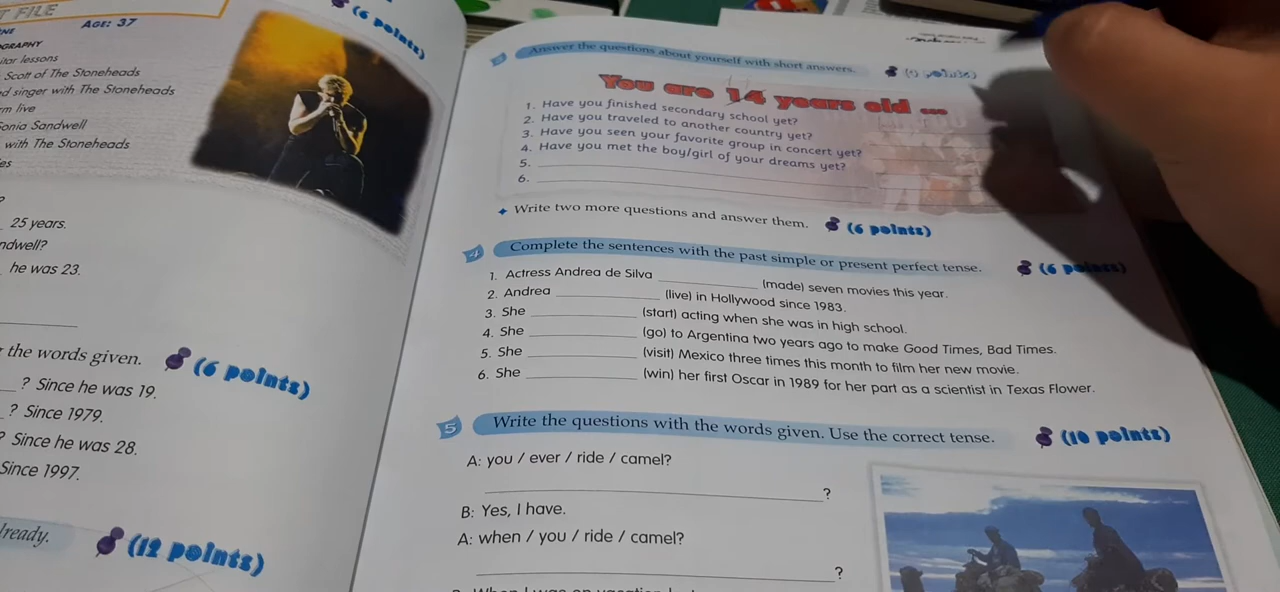 T FILE
AGE: 37
OGRAPHY
itar lessons
Scott of The Stoneheads
d singer with The Stoneheads
rm live
onia Sandwell
with The Stoneheads
es
?
25 years.
ndwell?
he was 23.
the words given. (6 points)
? Since he was 19.
? Since 1979.
? Since he was 28.
Since 1997.
lready.
(12 points)
(6 points)
3 Answer the questions about yourself with short answers.
You are 14 years old ...
1. Have you finished secondary school yet?
2. Have you traveled to another country yet?
3. Have you seen your favorite group in concert yet?
4. Have you met the boy/girl of your dreams yet?
5.
6.
Write two more questions and answer them. (6 points)
4 Complete the sentences with the past simple or present perfect tense. (6 points)
1. Actress Andrea de Silva (made) seven movies this year.
2. Andrea (live) in Hollywood since 1983.
3. She (start) acting when she was in high school.
4. She (go) to Argentina two years ago to make Good Times, Bad Times.
5. She (visit) Mexico three times this month to film her new movie.
6. She (win) her first Oscar in 1989 for her part as a scientist in Texas Flower.
5 Write the questions with the words given. Use the correct tense. (10 points)
A: you / ever / ride / camel?
?
B: Yes, I have.
A: when / you / ride / camel?
?